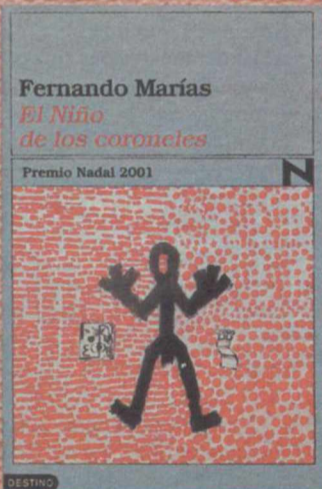 Fernando Marías
El Niño
de los coroneles
Premio Nadal 2001
N
DESTINO